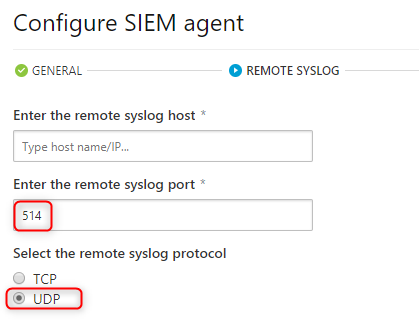 Configure SIEM agent
GENERAL REMOTE SYSLOG
Enter the remote syslog host *
Type host name/IP...
Enter the remote syslog port *
514
Select the remote syslog protocol
TCP
UDP